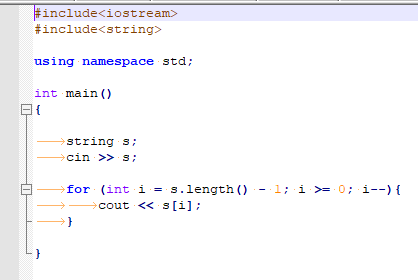 #include<iostream>
#include<string>
using namespace std;
int main()
{
string s;
cin >> s;
for (int i = s.length() - 1; i >= 0; i--){
cout << s[i];
}
}